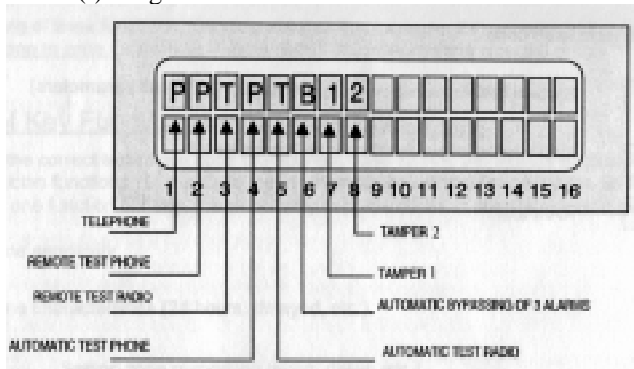 P P T P T B 1 2
1 2 3 4 5 6 7 8 9 10 11 12 13 14 15 16
TELEPHONE
TAMPER 2
REMOTE TEST PHONE
TAMPER 1
REMOTE TEST RADIO
AUTOMATIC BYPASSING OF 3 ALARMS
AUTOMATIC TEST PHONE
AUTOMATIC TEST RADIO